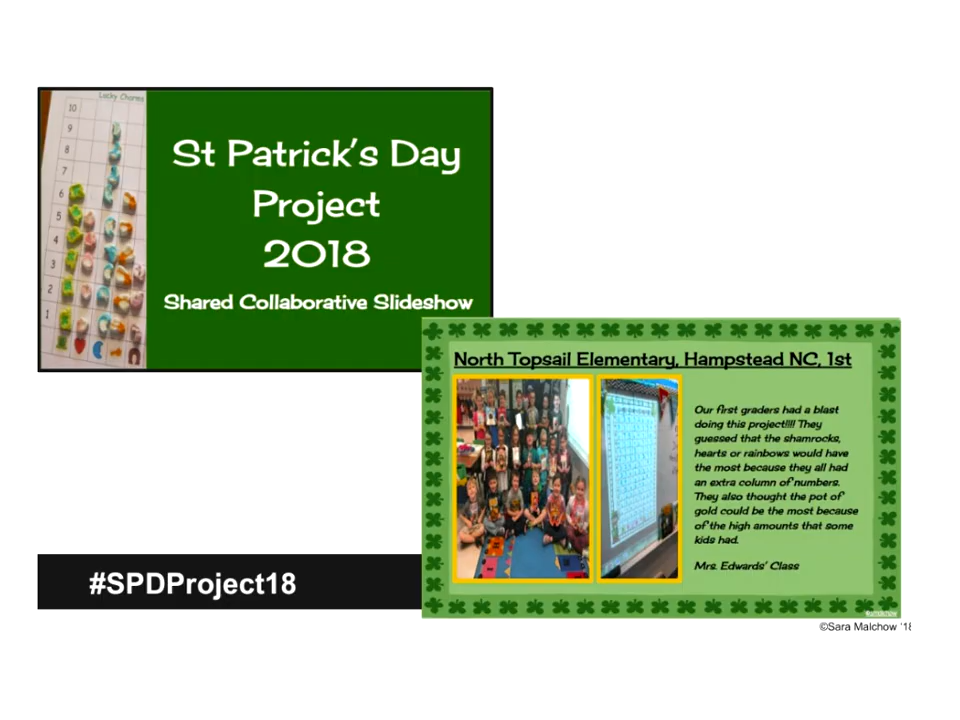 Lucky Charms
10
9
8
7
6
5
4
3
2
1
St Patrick's Day
Project
2018
Shared Collaborative Slideshow
North Topsail Elementary, Hampstead NC, 1st
Our first graders had a blast
doing this project!!!! They
guessed that the shamrocks,
hearts or rainbows would have
the most because they all had
an extra column of numbers.
They also thought the pot of
gold could be the most because
of the high amounts that some
kids had.
Mrs. Edwards' Class
#SPDProject18
©Sara Malchow '18